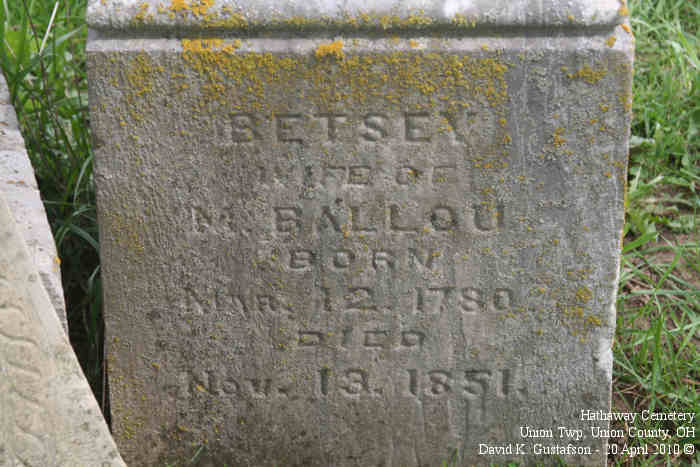 BETSEY
WIFE OF
M. BALLOU
BORN
Mar. 12. 1780
DIED
Nov. 13. 1851.
Hathaway Cemetery
Union Twp, Union County, OH
David K. Gustafson - 20 April 2010 ©